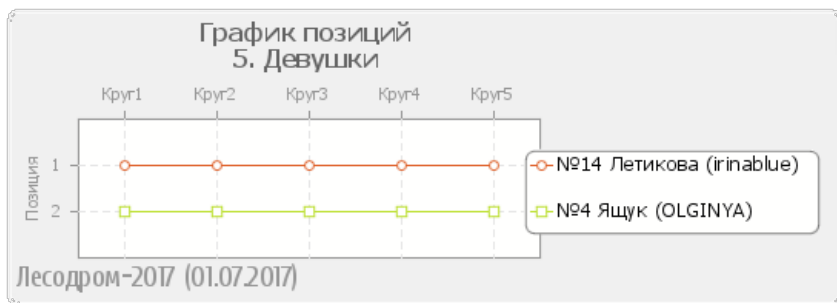 График позиций
5. Девушки
Круг1 Круг2 Круг3 Круг4 Круг5
Позиция
1
2
№14 Летикова (irinablue)
№4 Ящук (OLGINYA)
Лесодром-2017 (01.07.2017)